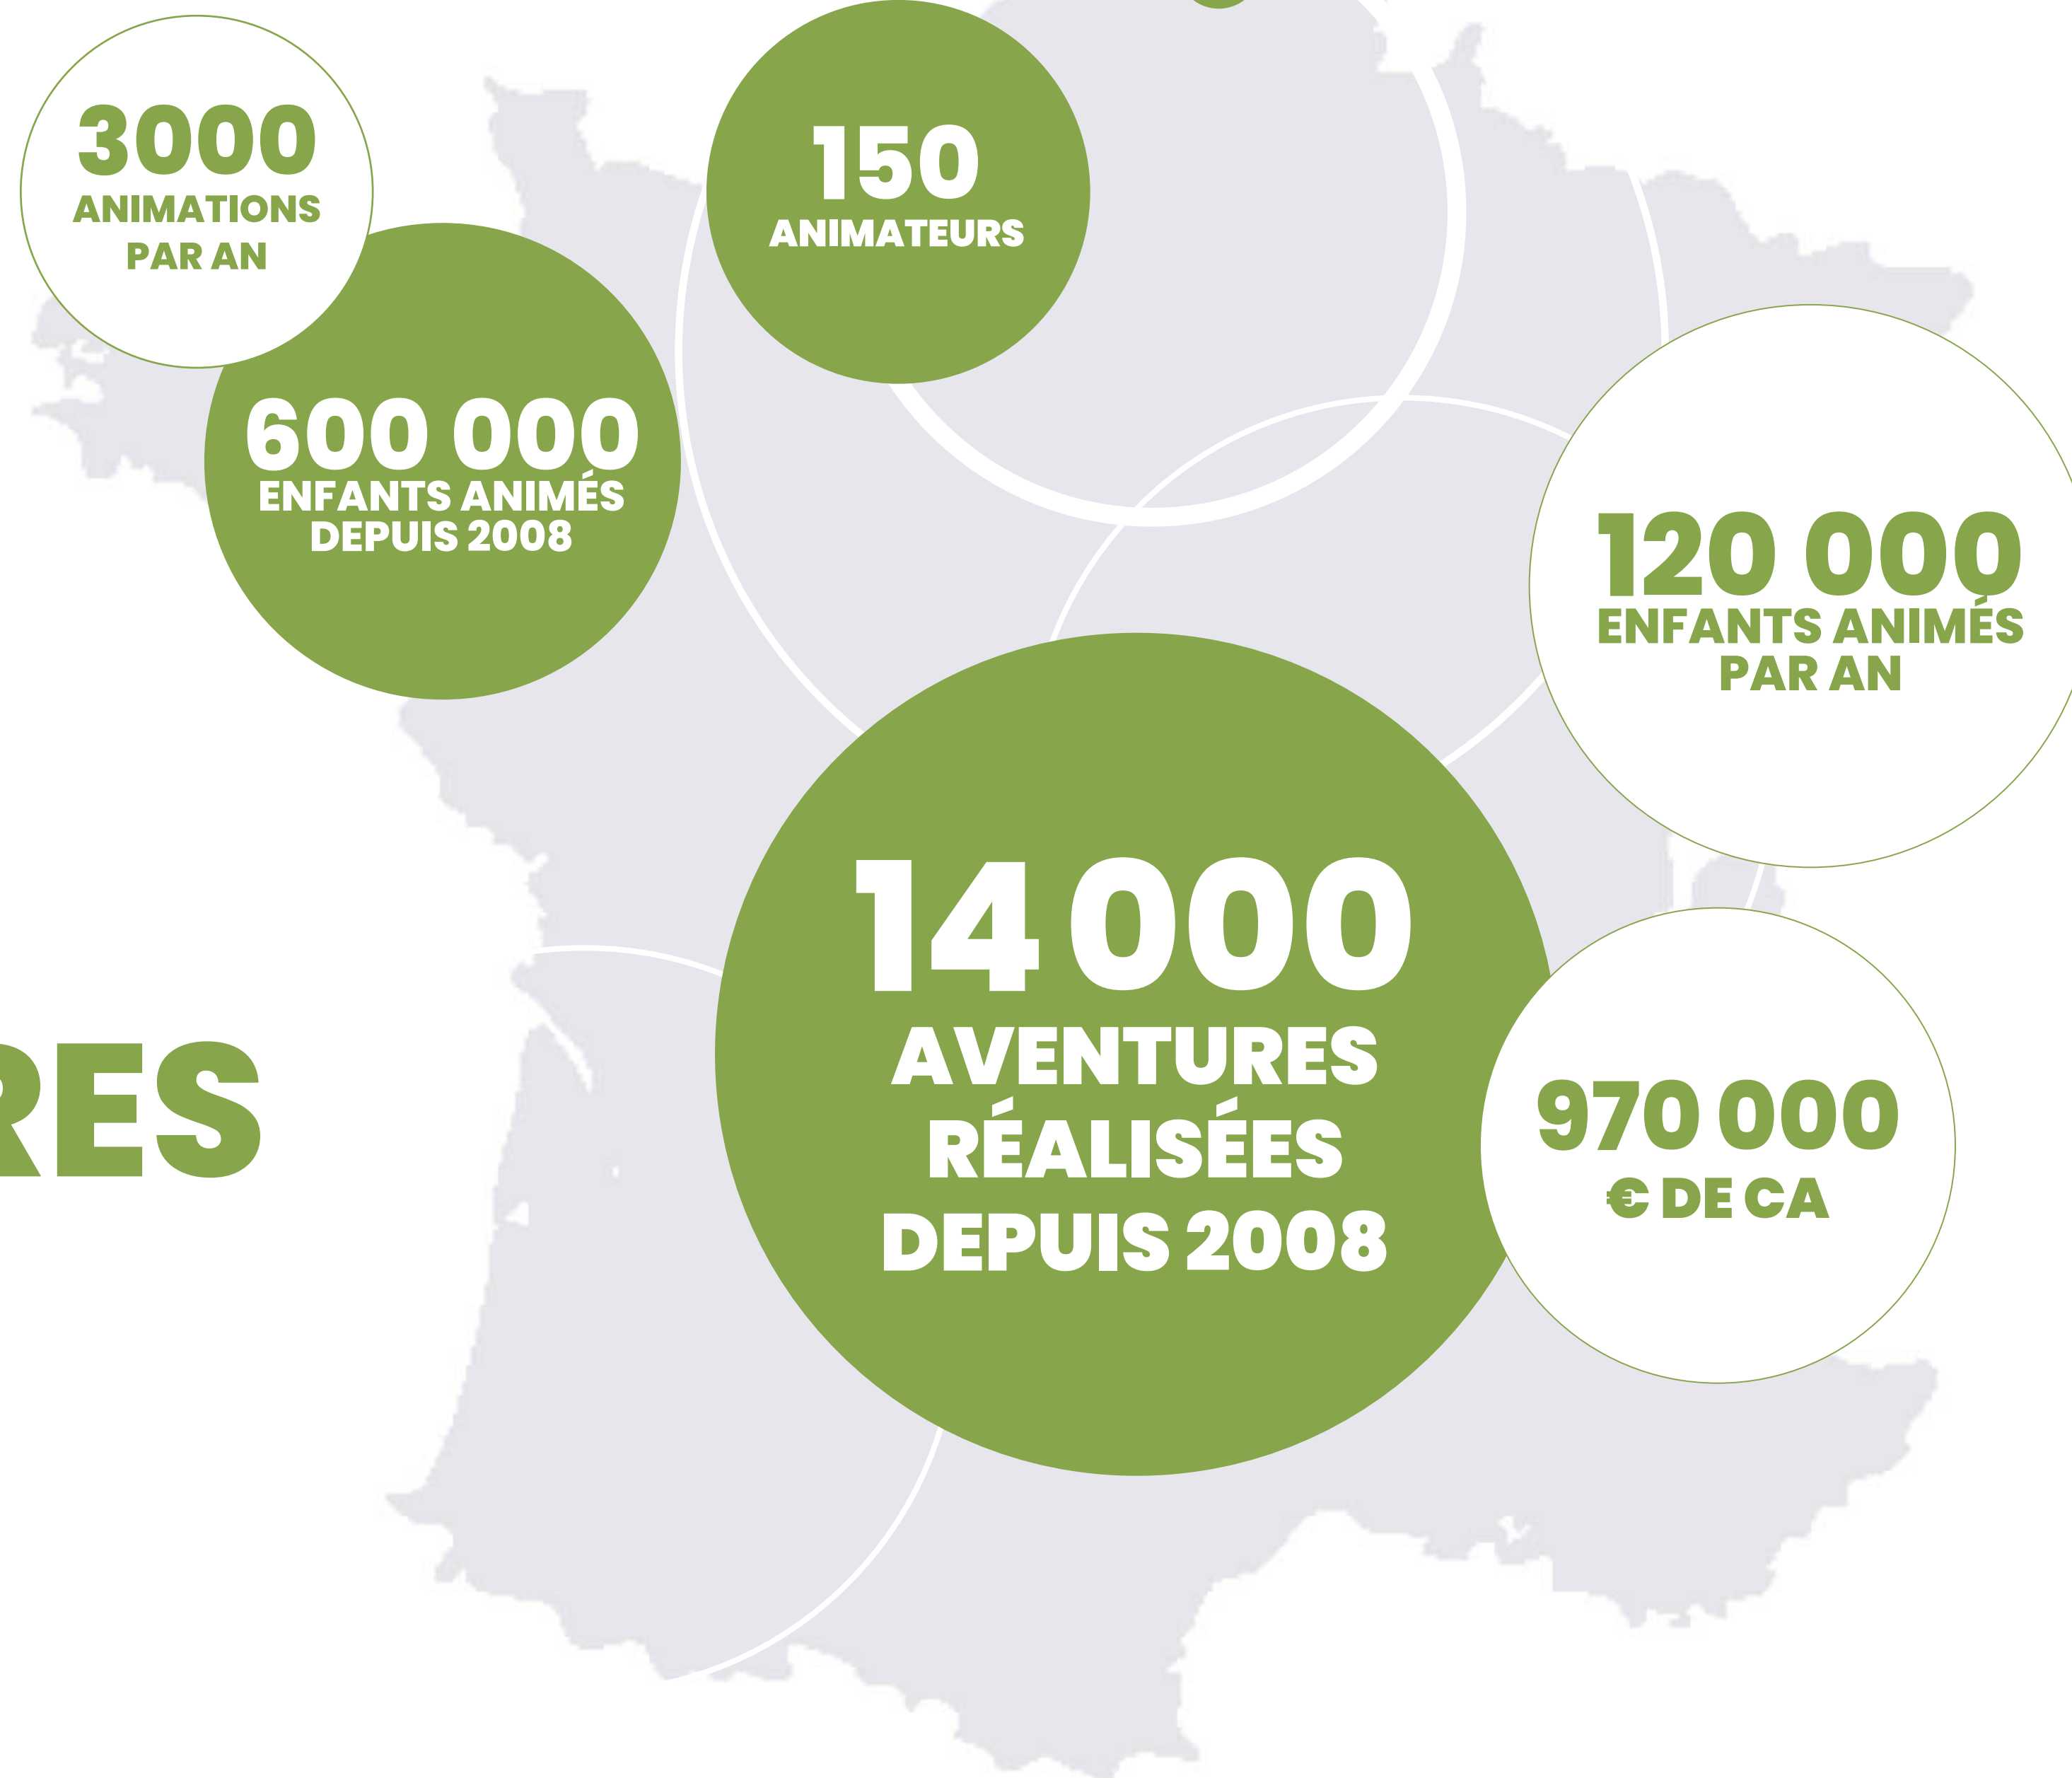 3000
ANIMATIONS
PAR AN
150
ANIMATEURS
600 000
ENFANTS ANIMÉS
DEPUIS 2008
120 000
ENFANTS ANIMÉS
PAR AN
14 000
AVENTURES
RÉALISÉES
DEPUIS 2008
970 000
€ DE CA